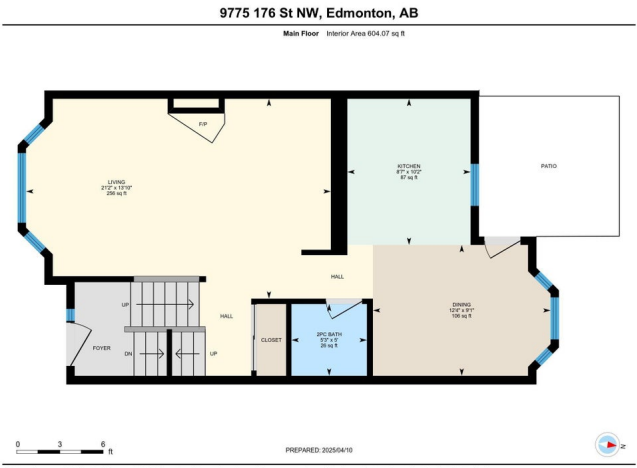 9775 176 St NW, Edmonton, AB
Main Floor Interior Area 604.07 sq ft
F/P
LIVING
21'2" x 13'10"
256 sq ft
KITCHEN
8'7" x 10'2"
87 sq ft
PATIO
HALL
UP
HALL
DINING
12'4" x 9'1"
106 sq ft
FOYER
DN
UP
CLOSET
2PC BATH
5'3" x 5'
26 sq ft
0 3 6
ft
PREPARED: 2025/04/10
N